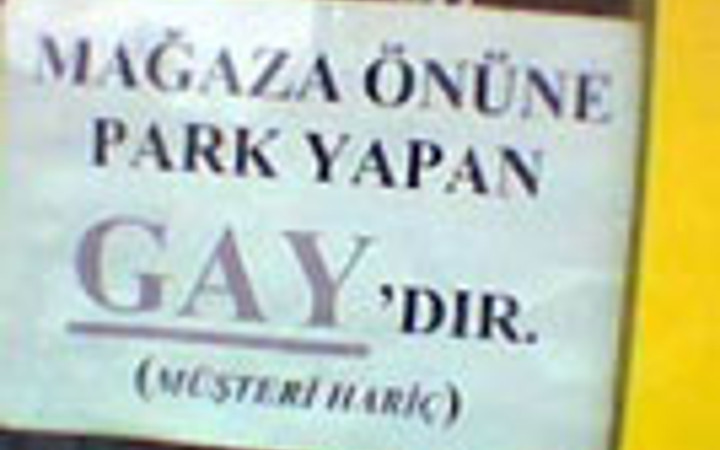 MAĞAZA ÖNÜNE
PARK YAPAN
GAY'DIR.
(MÜŞTERİ HARİÇ)